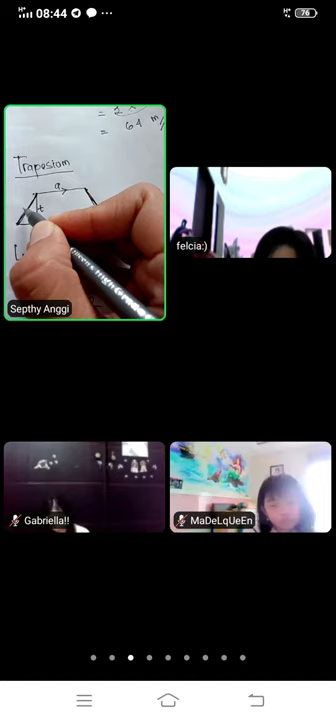 08:44
76
= 64 m/
Trapesium
a
t
Septhy Anggi
felcia:)
Gabriella!!
MaDeLqUeEn